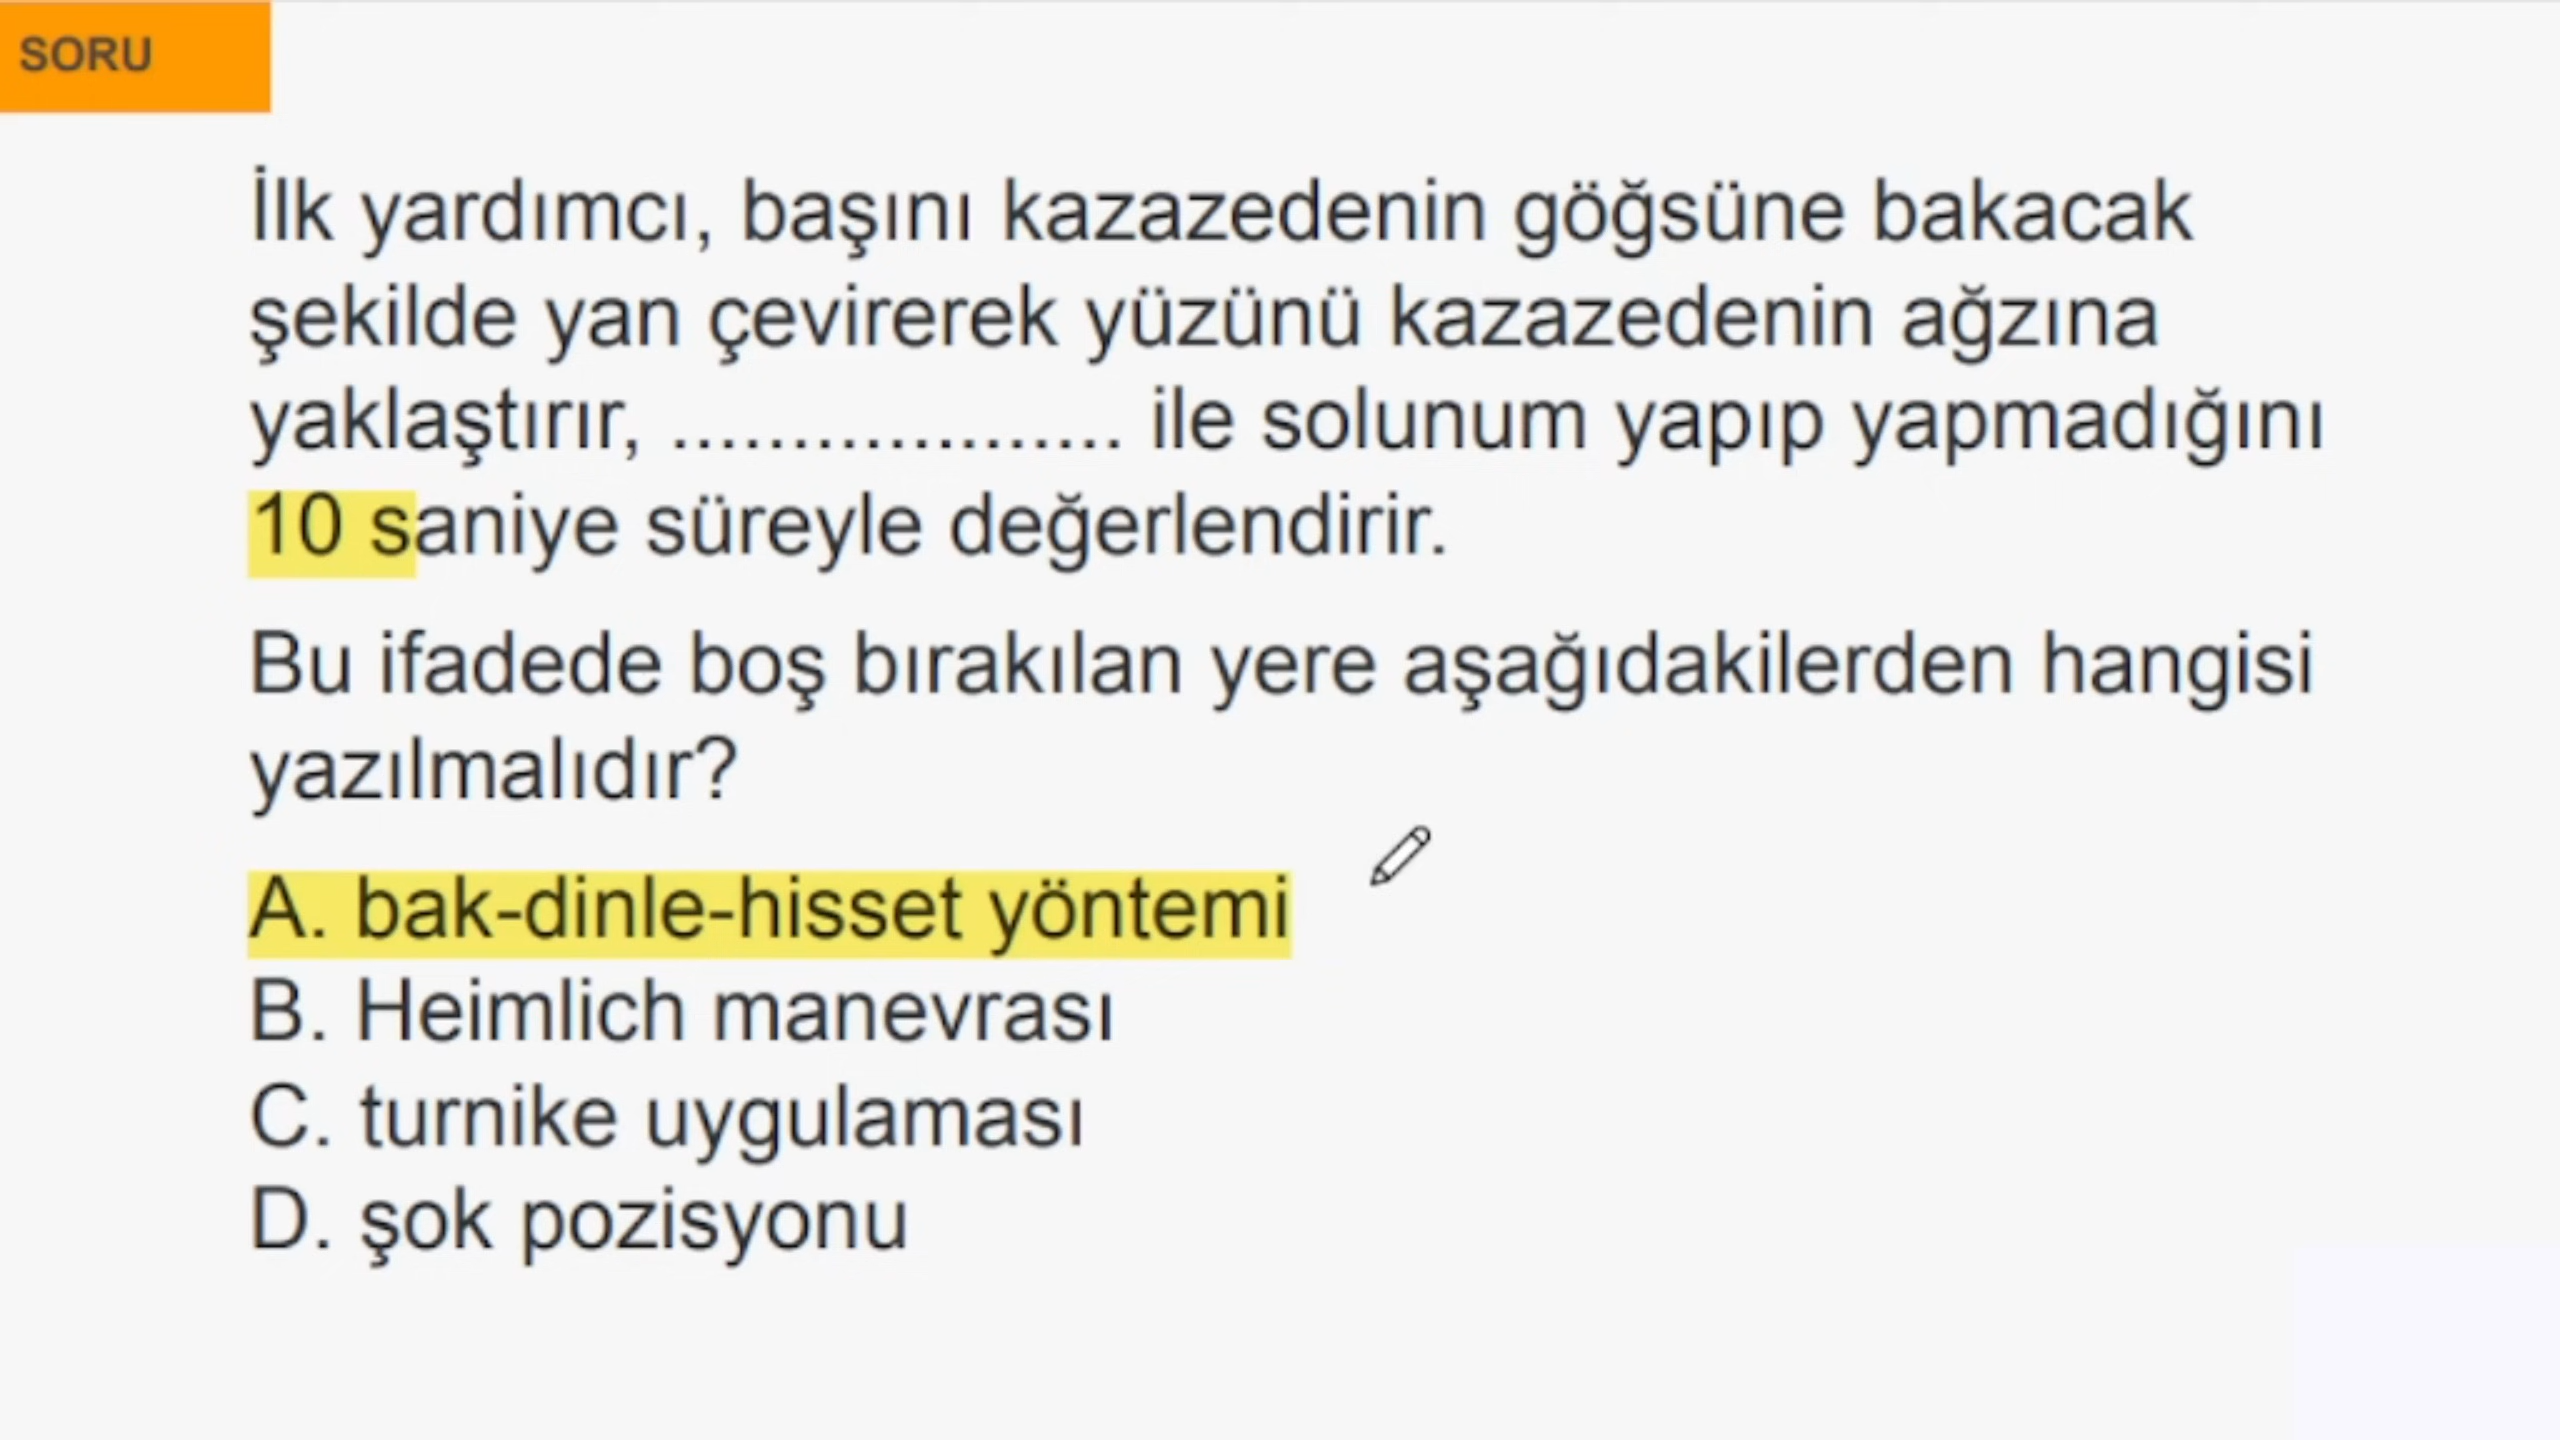 SORU
İlk yardımcı, başını kazazedenin göğsüne bakacak
şekilde yan çevirerek yüzünü kazazedenin ağzına
yaklaştırır, ................... ile solunum yapıp yapmadığını
10 saniye süreyle değerlendirir.
Bu ifadede boş bırakılan yere aşağıdakilerden hangisi
yazılmalıdır?
A. bak-dinle-hisset yöntemi
B. Heimlich manevrası
C. turnike uygulaması
D. şok pozisyonu